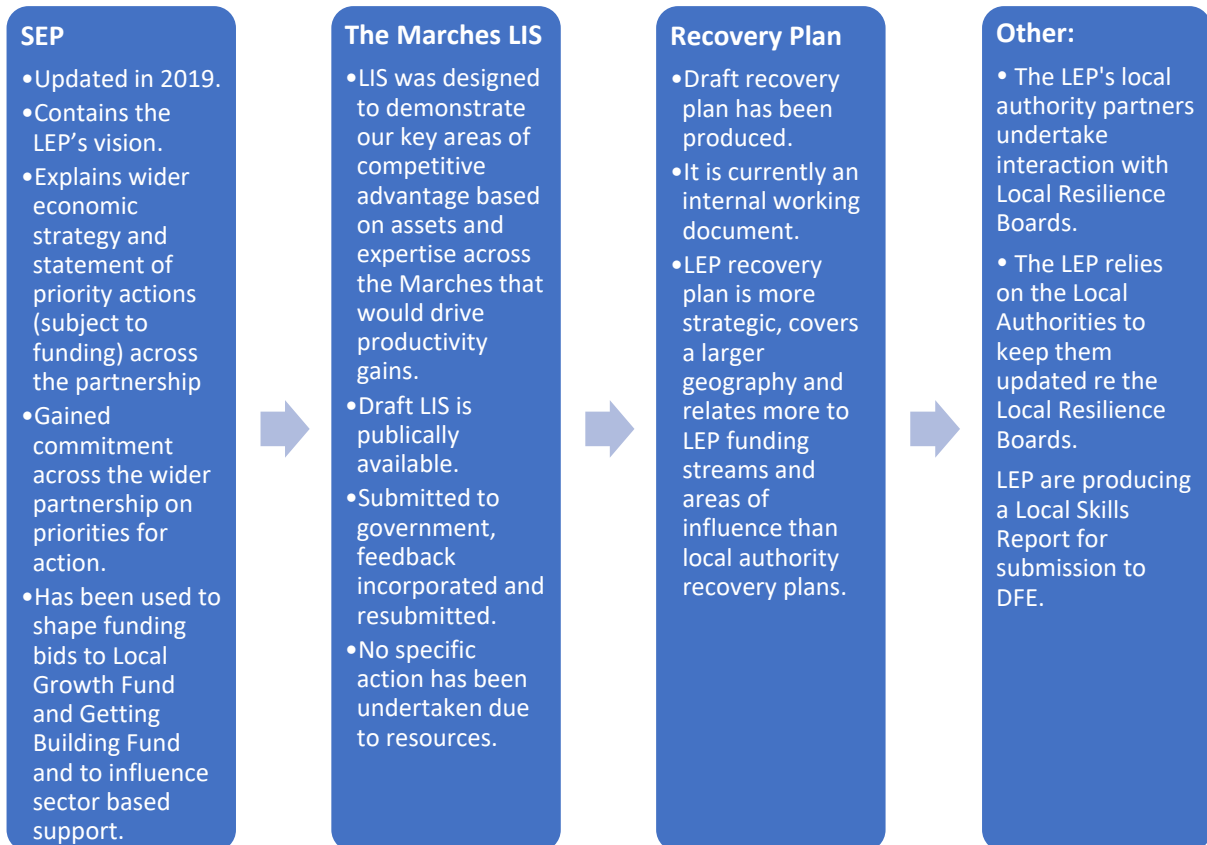 SEP
•Updated in 2019.
•Contains the
LEP’s vision.
•Explains wider
economic
strategy and
statement of
priority actions
(subject to
funding) across
the partnership
•Gained
commitment
across the wider
partnership on
priorities for
action.
•Has been used to
shape funding
bids to Local
Growth Fund
and Getting
Building Fund
and to influence
sector based
support.
The Marches LIS
•LIS was designed
to demonstrate
our key areas of
competitive
advantage based
on assets and
expertise across
the Marches that
would drive
productivity
gains.
•Draft LIS is
publically
available.
•Submitted to
government,
feedback
incorporated and
resubmitted.
•No specific
action has been
undertaken due
to resources.
Recovery Plan
•Draft recovery
plan has been
produced.
•It is currently an
internal working
document.
•LEP recovery
plan is more
strategic, covers
a larger
geography and
relates more to
LEP funding
streams and
areas of
influence than
local authority
recovery plans.
Other:
• The LEP's local
authority partners
undertake
interaction with
Local Resilience
Boards.
• The LEP relies
on the Local
Authorities to
keep them
updated re the
Local Resilience
Boards.
LEP are producing
a Local Skills
Report for
submission to
DFE.